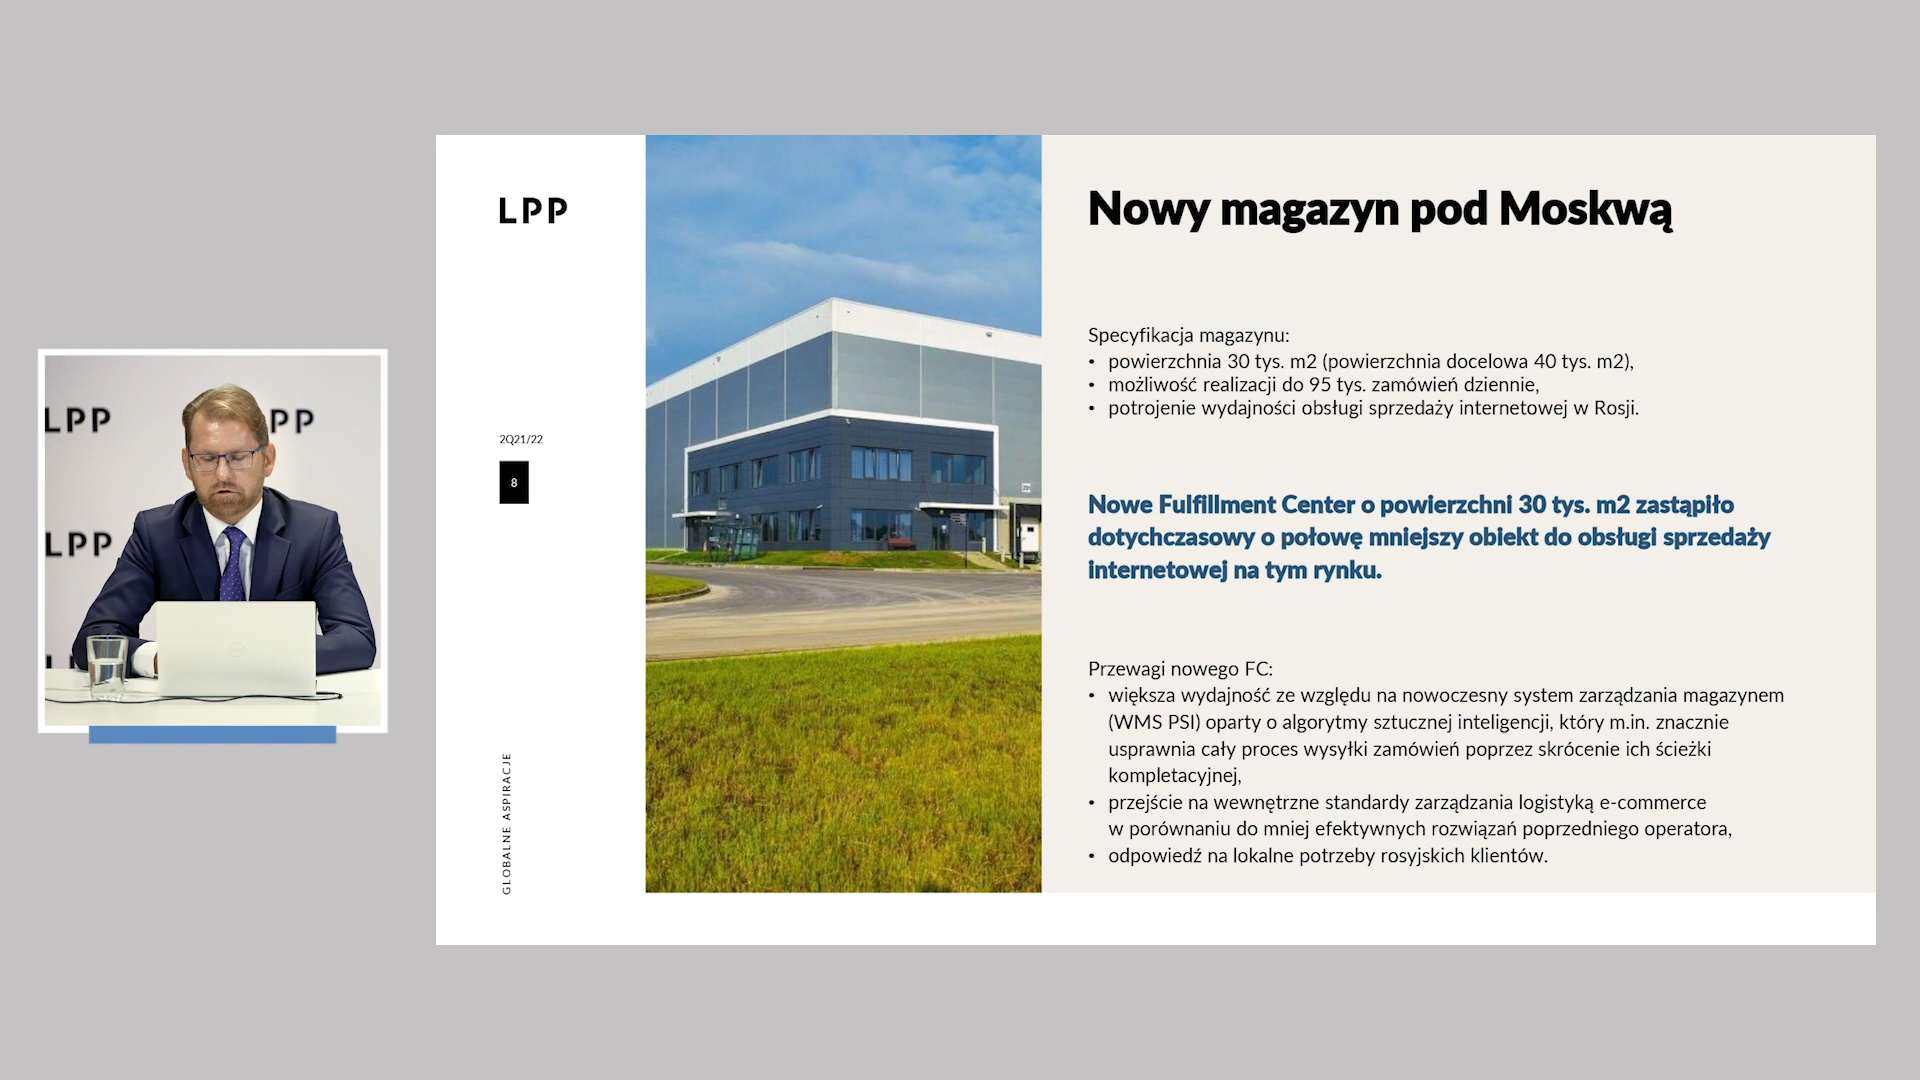 LPP
Nowy magazyn pod Moskwą
Specyfikacja magazynu:
• powierzchnia 30 tys. m2 (powierzchnia docelowa 40 tys. m2),
• możliwość realizacji do 95 tys. zamówień dziennie,
• potrojenie wydajności obsługi sprzedaży internetowej w Rosji.
2Q21/22
8
Nowe Fulfillment Center o powierzchni 30 tys. m2 zastąpiło
dotychczasowy o połowę mniejszy obiekt do obsługi sprzedaży
internetowej na tym rynku.
Przewagi nowego FC:
• większa wydajność ze względu na nowoczesny system zarządzania magazynem
(WMS PSI) oparty o algorytmy sztucznej inteligencji, który m.in. znacznie
usprawnia cały proces wysyłki zamówień poprzez skrócenie ich ścieżki
kompletacyjnej,
• przejście na wewnętrzne standardy zarządzania logistyką e-commerce
w porównaniu do mniej efektywnych rozwiązań poprzedniego operatora,
• odpowiedź na lokalne potrzeby rosyjskich klientów.
GLOBALNE ASPIRACJE
LPP
PP
LPP